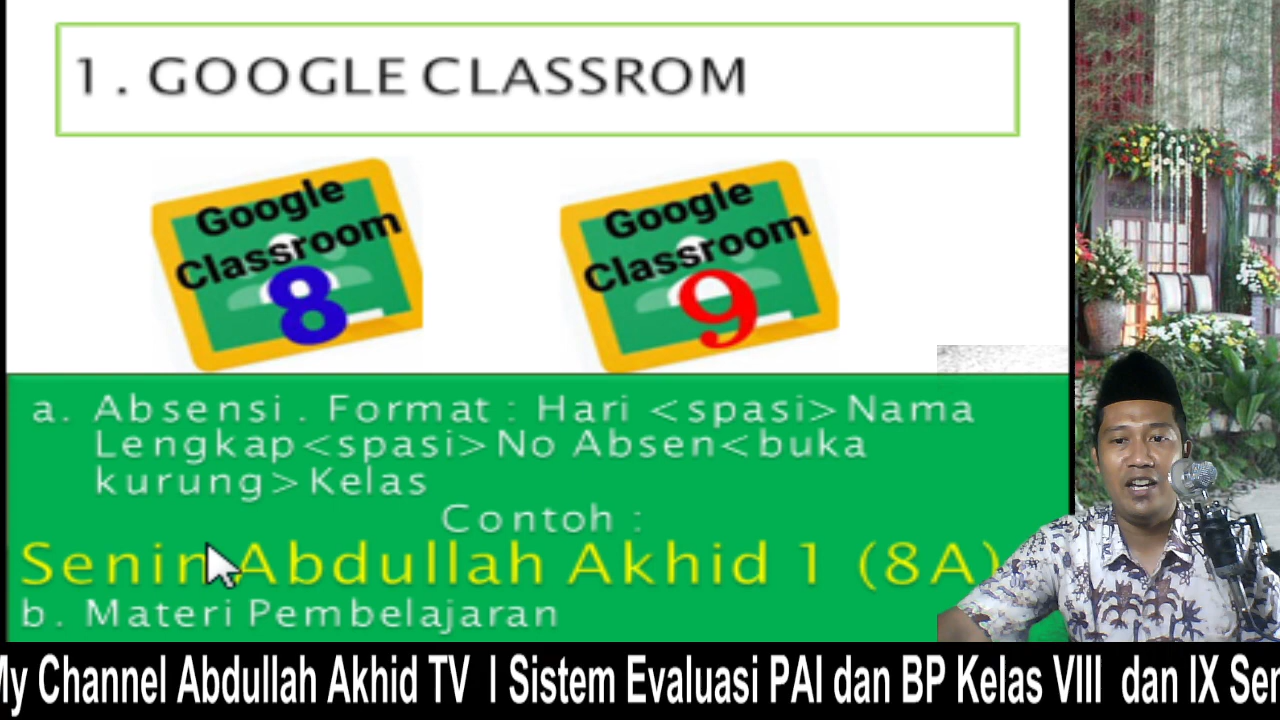 1. GOOGLE CLASSROM
Google
Classroom
8
Google
Classroom
9
a. Absensi. Format : Hari <spasi>Nama
Lengkap<spasi>No Absen<buka
kurung>Kelas
Contoh :
Senin Abdullah Akhid 1 (8A)
b. Materi Pembelajaran
My Channel Abdullah Akhid TV I Sistem Evaluasi PAI dan BP Kelas VIII dan IX